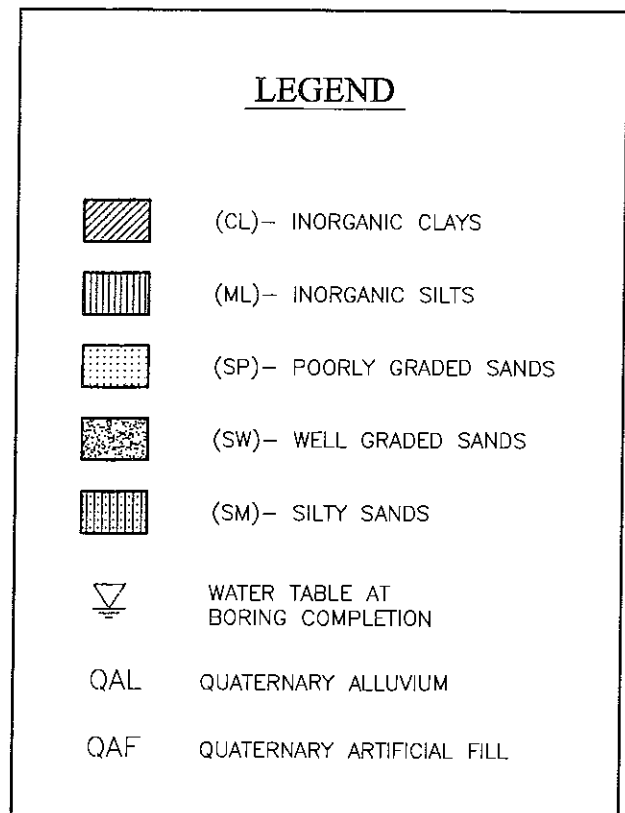 LEGEND
(CL)– INORGANIC CLAYS
(ML)– INORGANIC SILTS
(SP)– POORLY GRADED SANDS
(SW)– WELL GRADED SANDS
(SM)– SILTY SANDS
WATER TABLE AT
BORING COMPLETION
QAL QUATERNARY ALLUVIUM
QAF QUATERNARY ARTIFICIAL FILL